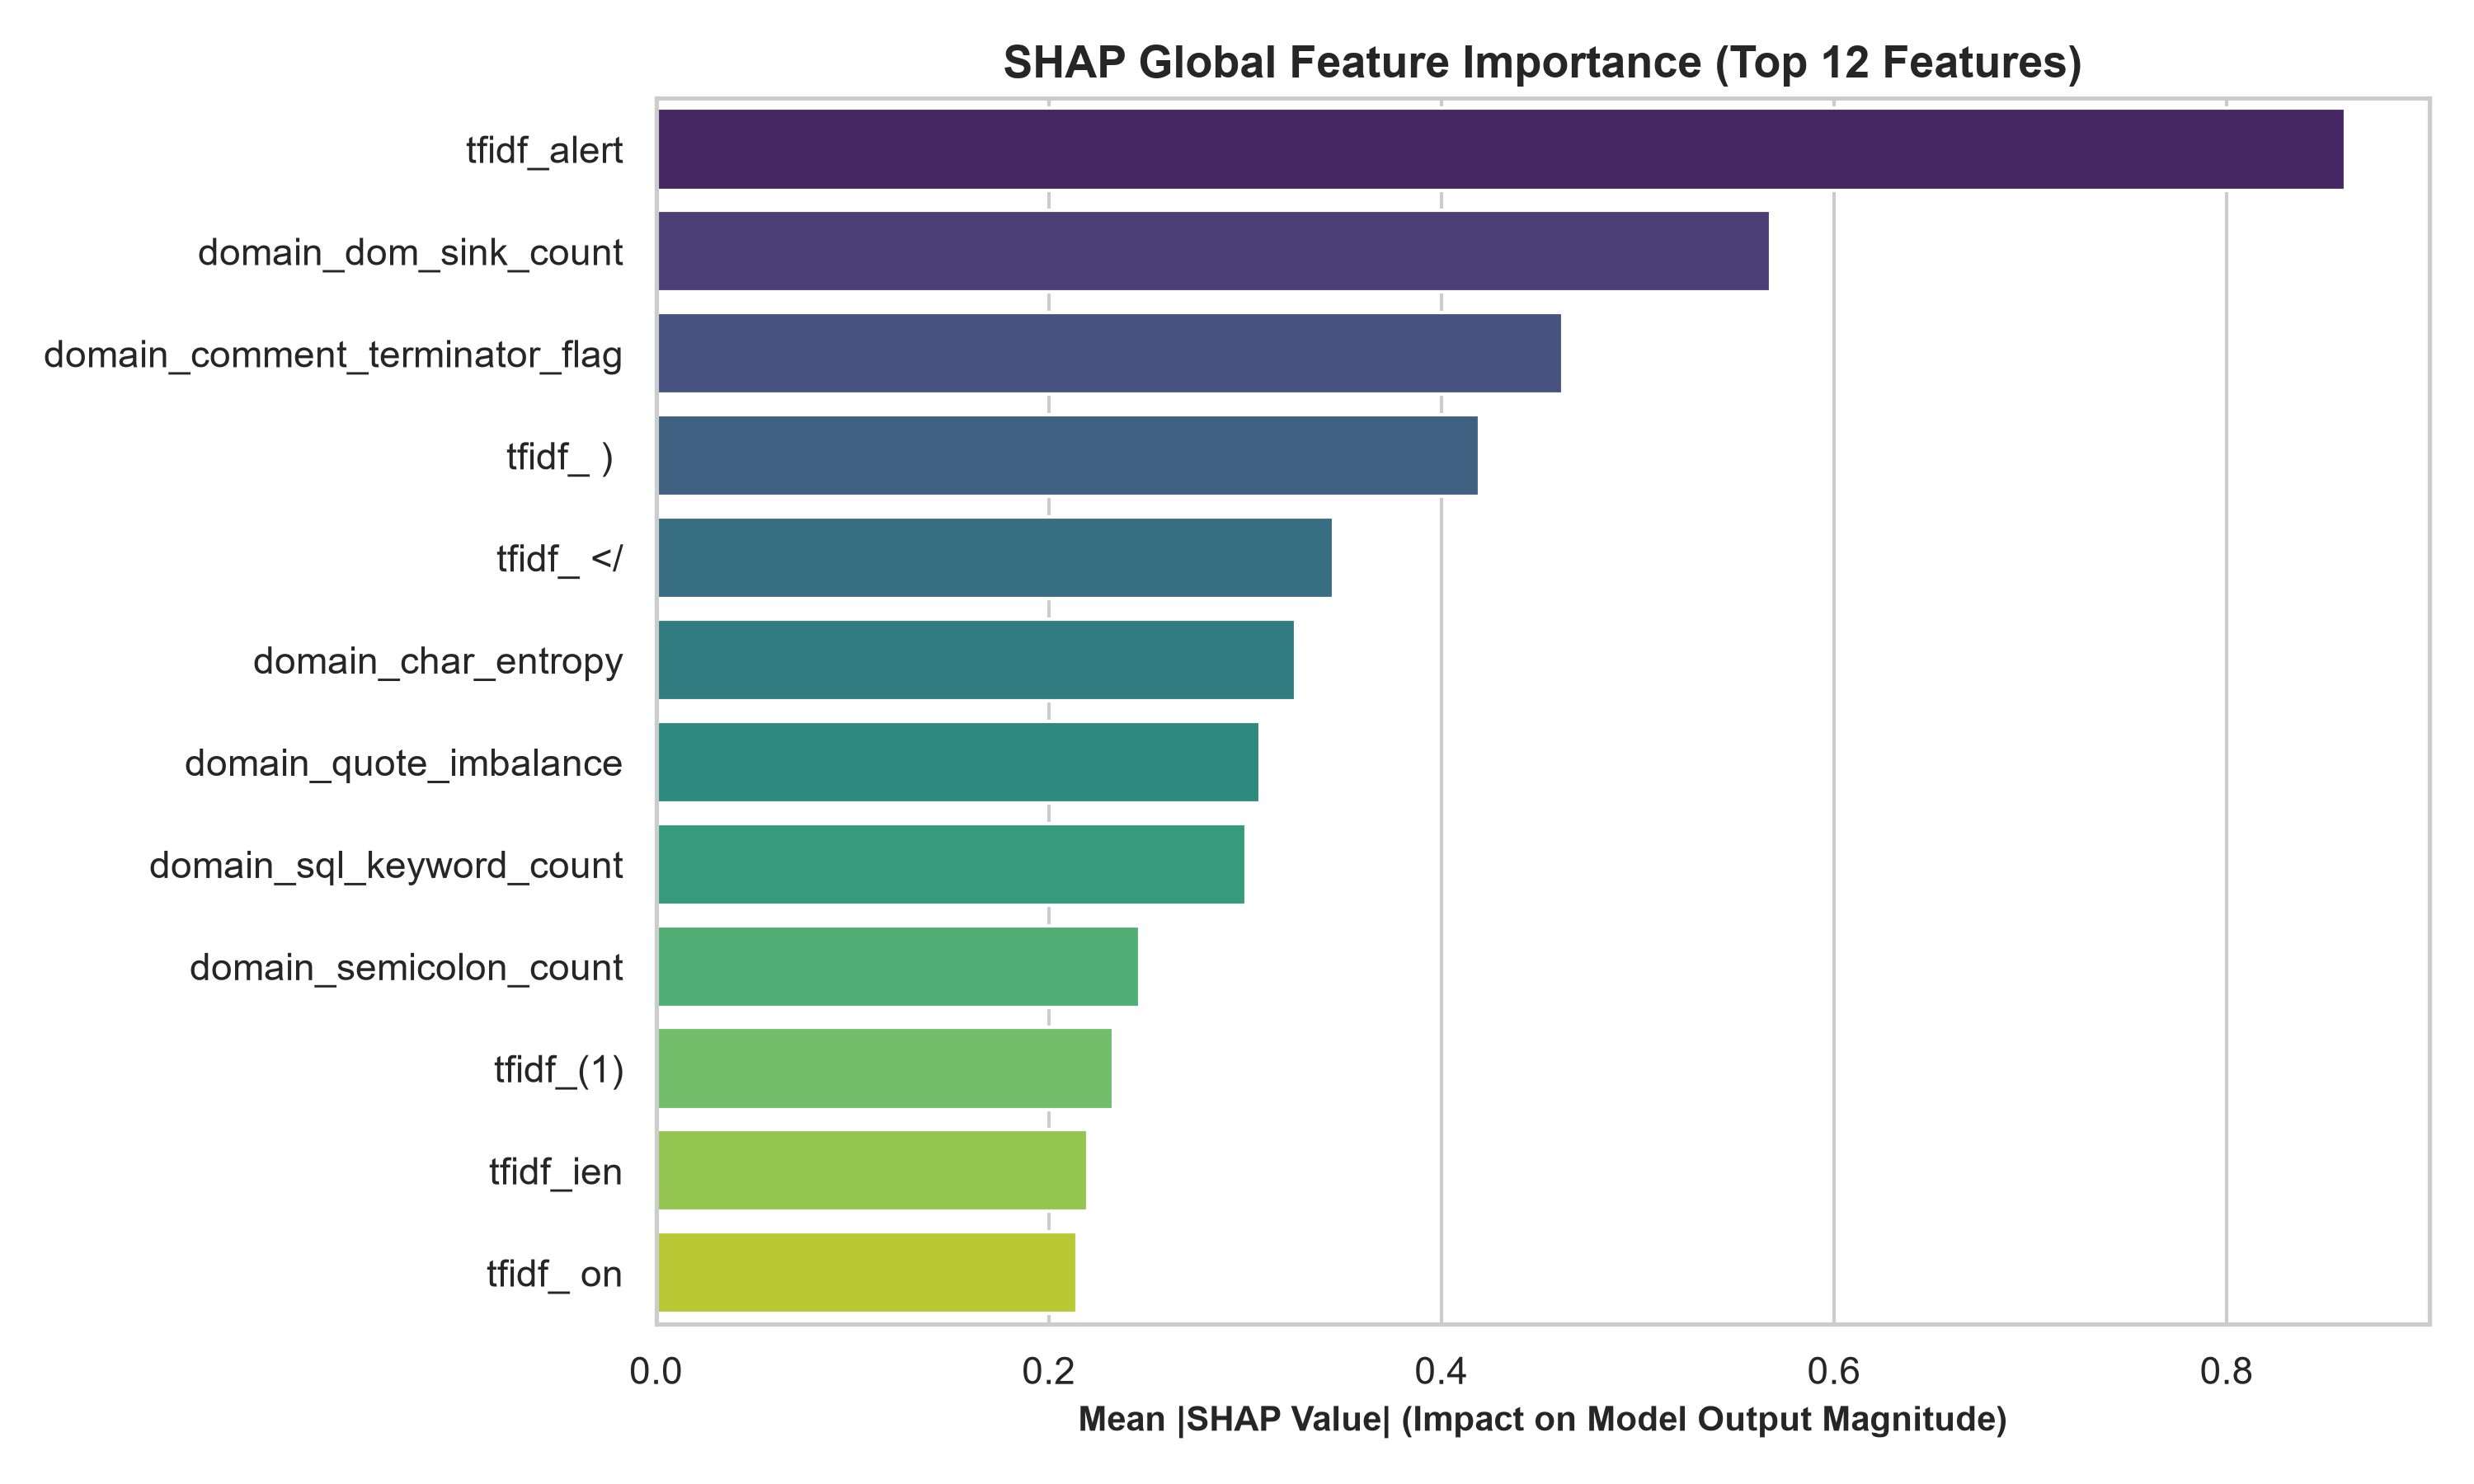 SHAP Global Feature Importance (Top 12 Features)
tfidf_alert
domain_dom_sink_count
domain_comment_terminator_flag
tfidf_ )
tfidf_ </
domain_char_entropy
domain_quote_imbalance
domain_sql_keyword_count
domain_semicolon_count
tfidf_(1)
tfidf_ien
tfidf_ on
0.0 0.2 0.4 0.6 0.8
Mean |SHAP Value| (Impact on Model Output Magnitude)